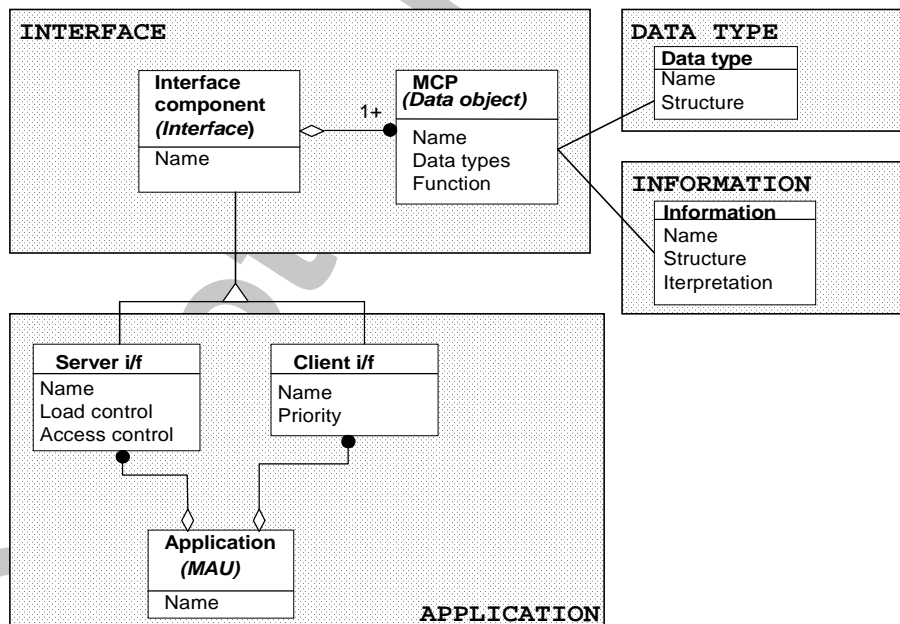 INTERFACE
Interface
component
(Interface)
Name
1+
MCP
(Data object)
Name
Data types
Function
DATA TYPE
Data type
Name
Structure
INFORMATION
Information
Name
Structure
Iterpretation
Server i/f
Name
Load control
Access control
Client i/f
Name
Priority
Application
(MAU)
Name
APPLICATION